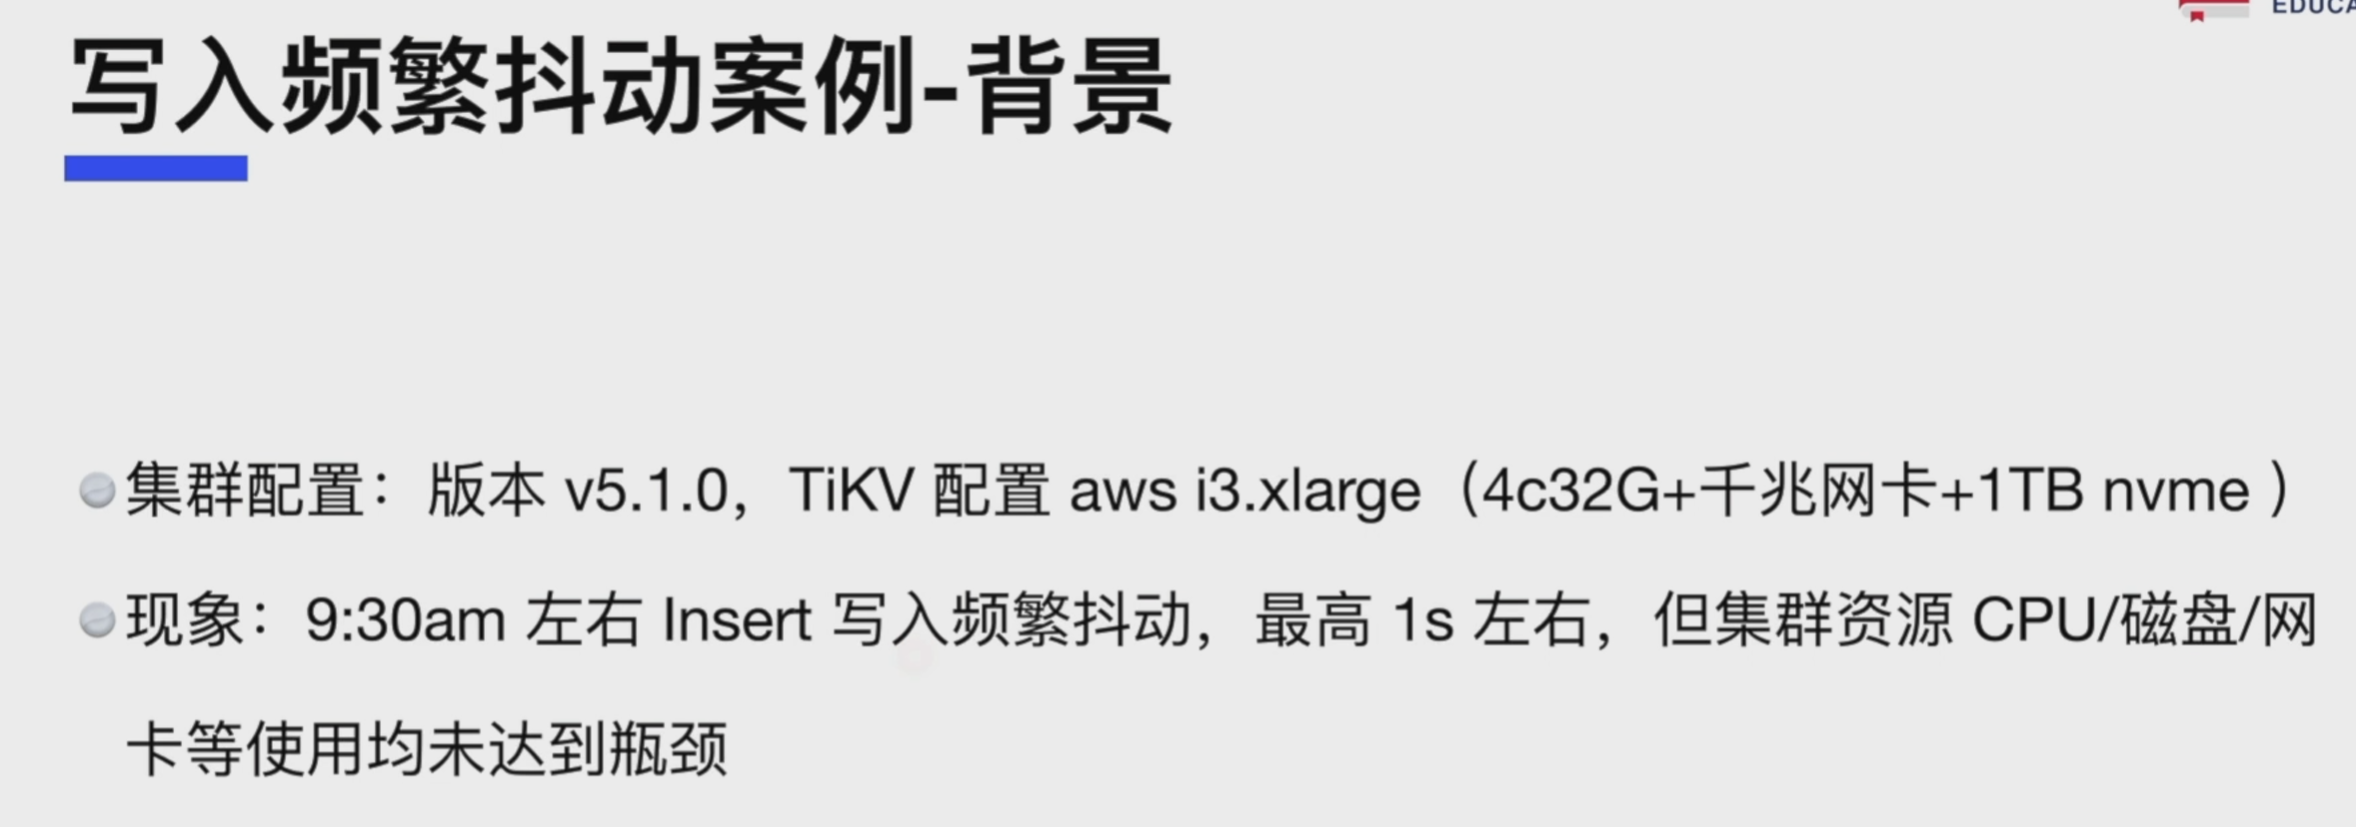 写入频繁抖动案例-背景
集群配置：版本 v5.1.0，TiKV 配置 aws i3.xlarge（4c32G+千兆网卡+1TB nvme ）
现象：9:30am 左右 Insert 写入频繁抖动，最高 1s 左右，但集群资源 CPU/磁盘/网
卡等使用均未达到瓶颈